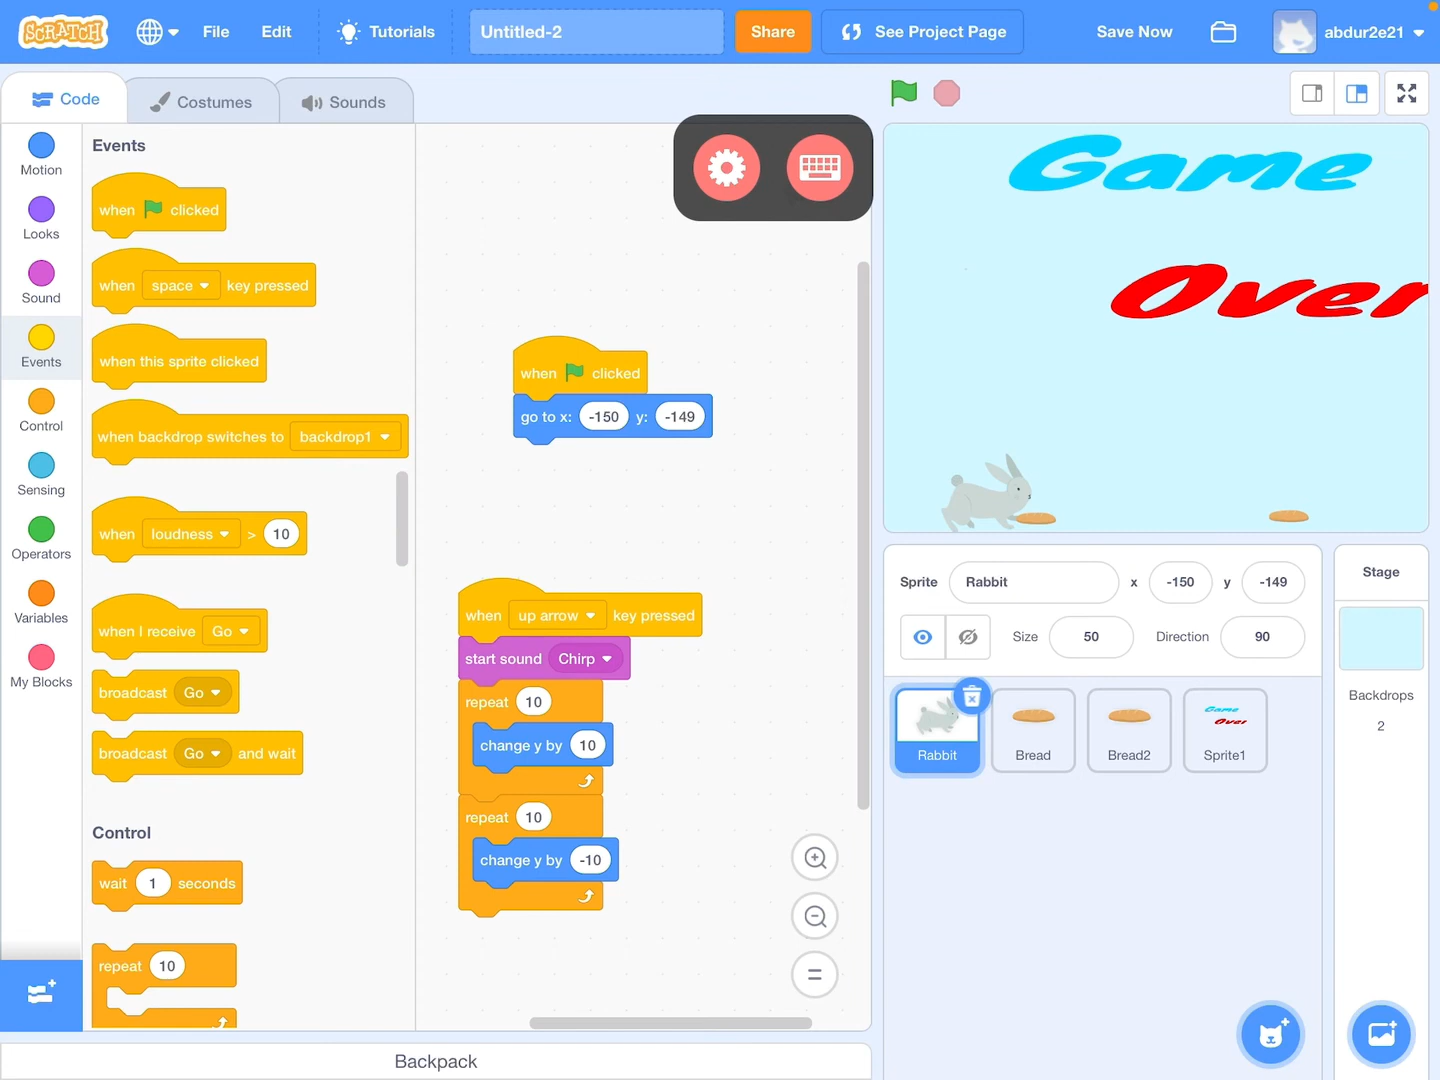 SCRATCH
File
Edit
Tutorials
Untitled-2
Share
See Project Page
Save Now
abdur2e21
Code
Costumes
Sounds
Motion
Looks
Sound
Events
Control
Sensing
Operators
Variables
My Blocks
Events
when clicked
when space key pressed
when this sprite clicked
when backdrop switches to backdrop1
when loudness > 10
when I receive Go
broadcast Go
broadcast Go and wait
Control
wait 1 seconds
repeat 10
when clicked
go to x: -150 y: -149
when up arrow key pressed
start sound Chirp
repeat 10
change y by 10
repeat 10
change y by -10
=
Backpack
Game
Over
Sprite Rabbit x -150 y -149
Size 50 Direction 90
Rabbit
Bread
Bread2
Game
Over
Sprite1
Stage
Backdrops
2